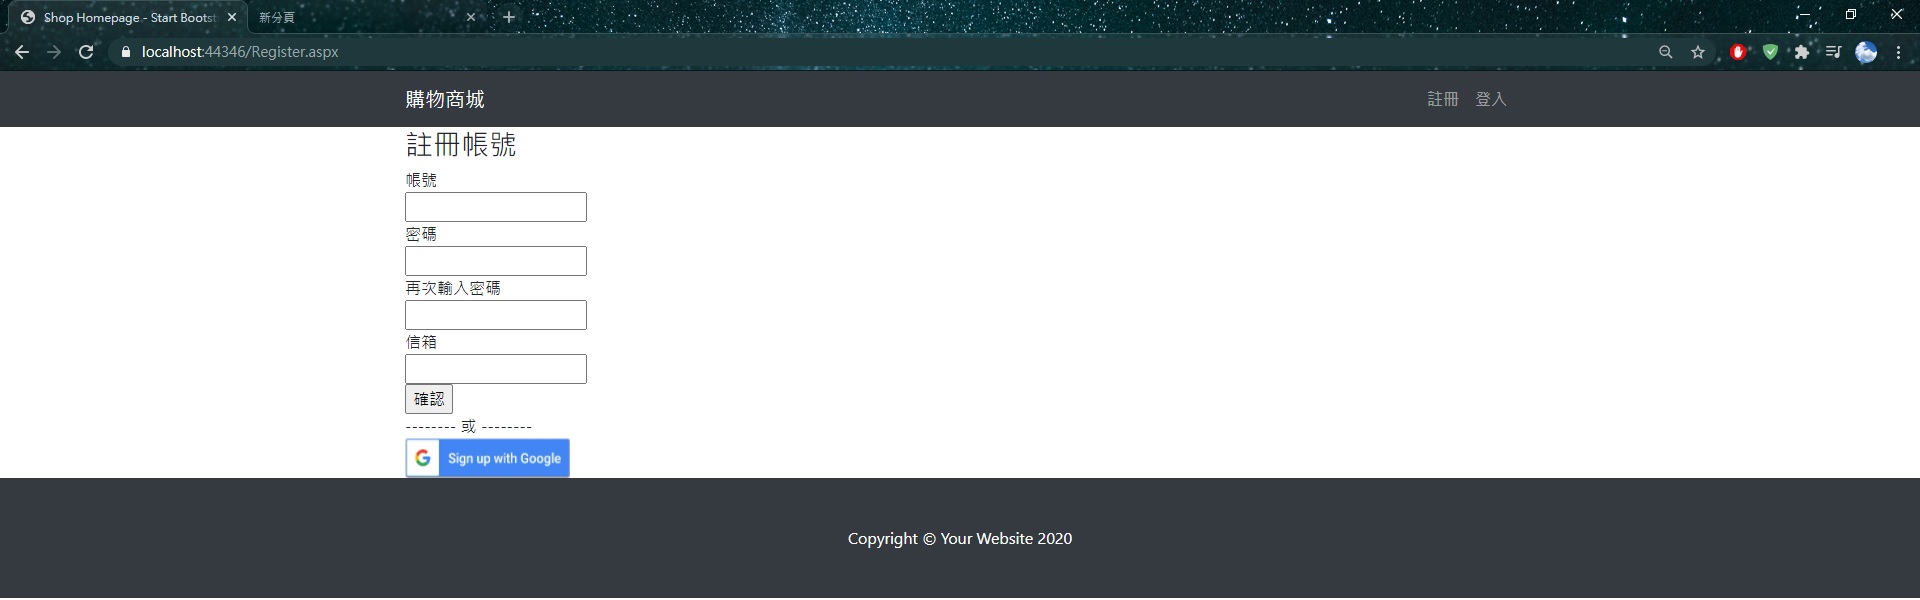 Shop Homepage - Start Bootst
新分頁
localhost:44346/Register.aspx
購物商城 註冊 登入
註冊帳號
帳號
密碼
再次輸入密碼
信箱
確認
-------- 或 --------
Sign up with Google
Copyright © Your Website 2020